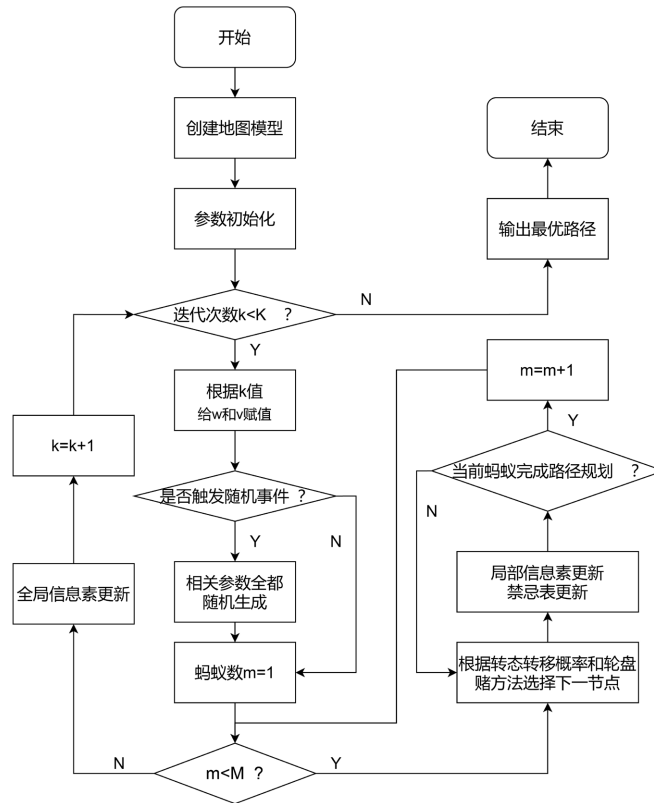 开始
创建地图模型
参数初始化
迭代次数k<K ？
N
输出最优路径
结束
Y
根据k值
给w和v赋值
是否触发随机事件 ？
N
Y
相关参数全都
随机生成
蚂蚁数m=1
m<M ？
N
全局信息素更新
k=k+1
Y
根据转态转移概率和轮盘
赌方法选择下一节点
局部信息素更新
禁忌表更新
当前蚂蚁完成路径规划 ？
N
Y
m=m+1